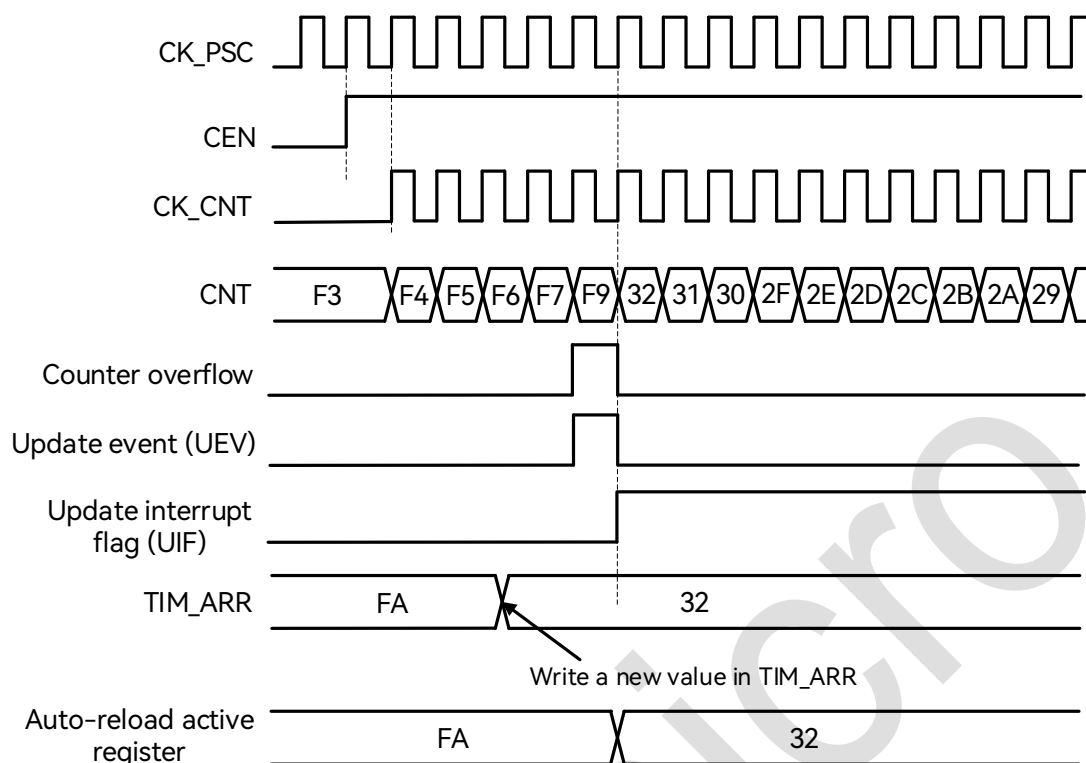 CK_PSC
CEN
CK_CNT
CNT F3 F4 F5 F6 F7 F9 32 31 30 2F 2E 2D 2C 2B 2A 29
Counter overflow
Update event (UEV)
Update interrupt
flag (UIF)
TIM_ARR FA 32
Write a new value in TIM_ARR
Auto-reload active
register FA 32
icro